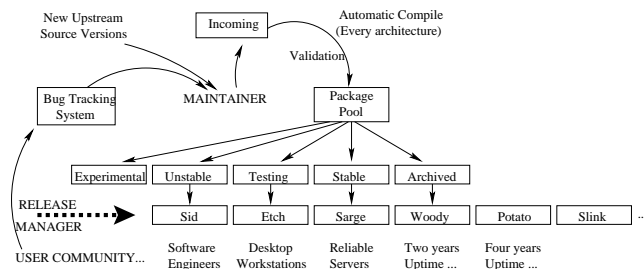 New Upstream
Source Versions
Incoming
Automatic Compile
(Every architecture)
Validation
Bug Tracking
System
MAINTAINER
Package
Pool
Experimental
Unstable
Testing
Stable
Archived
RELEASE
MANAGER
Sid
Etch
Sarge
Woody
Potato
Slink
...
USER COMMUNITY...
Software
Engineers
Desktop
Workstations
Reliable
Servers
Two years
Uptime ...
Four years
Uptime ...